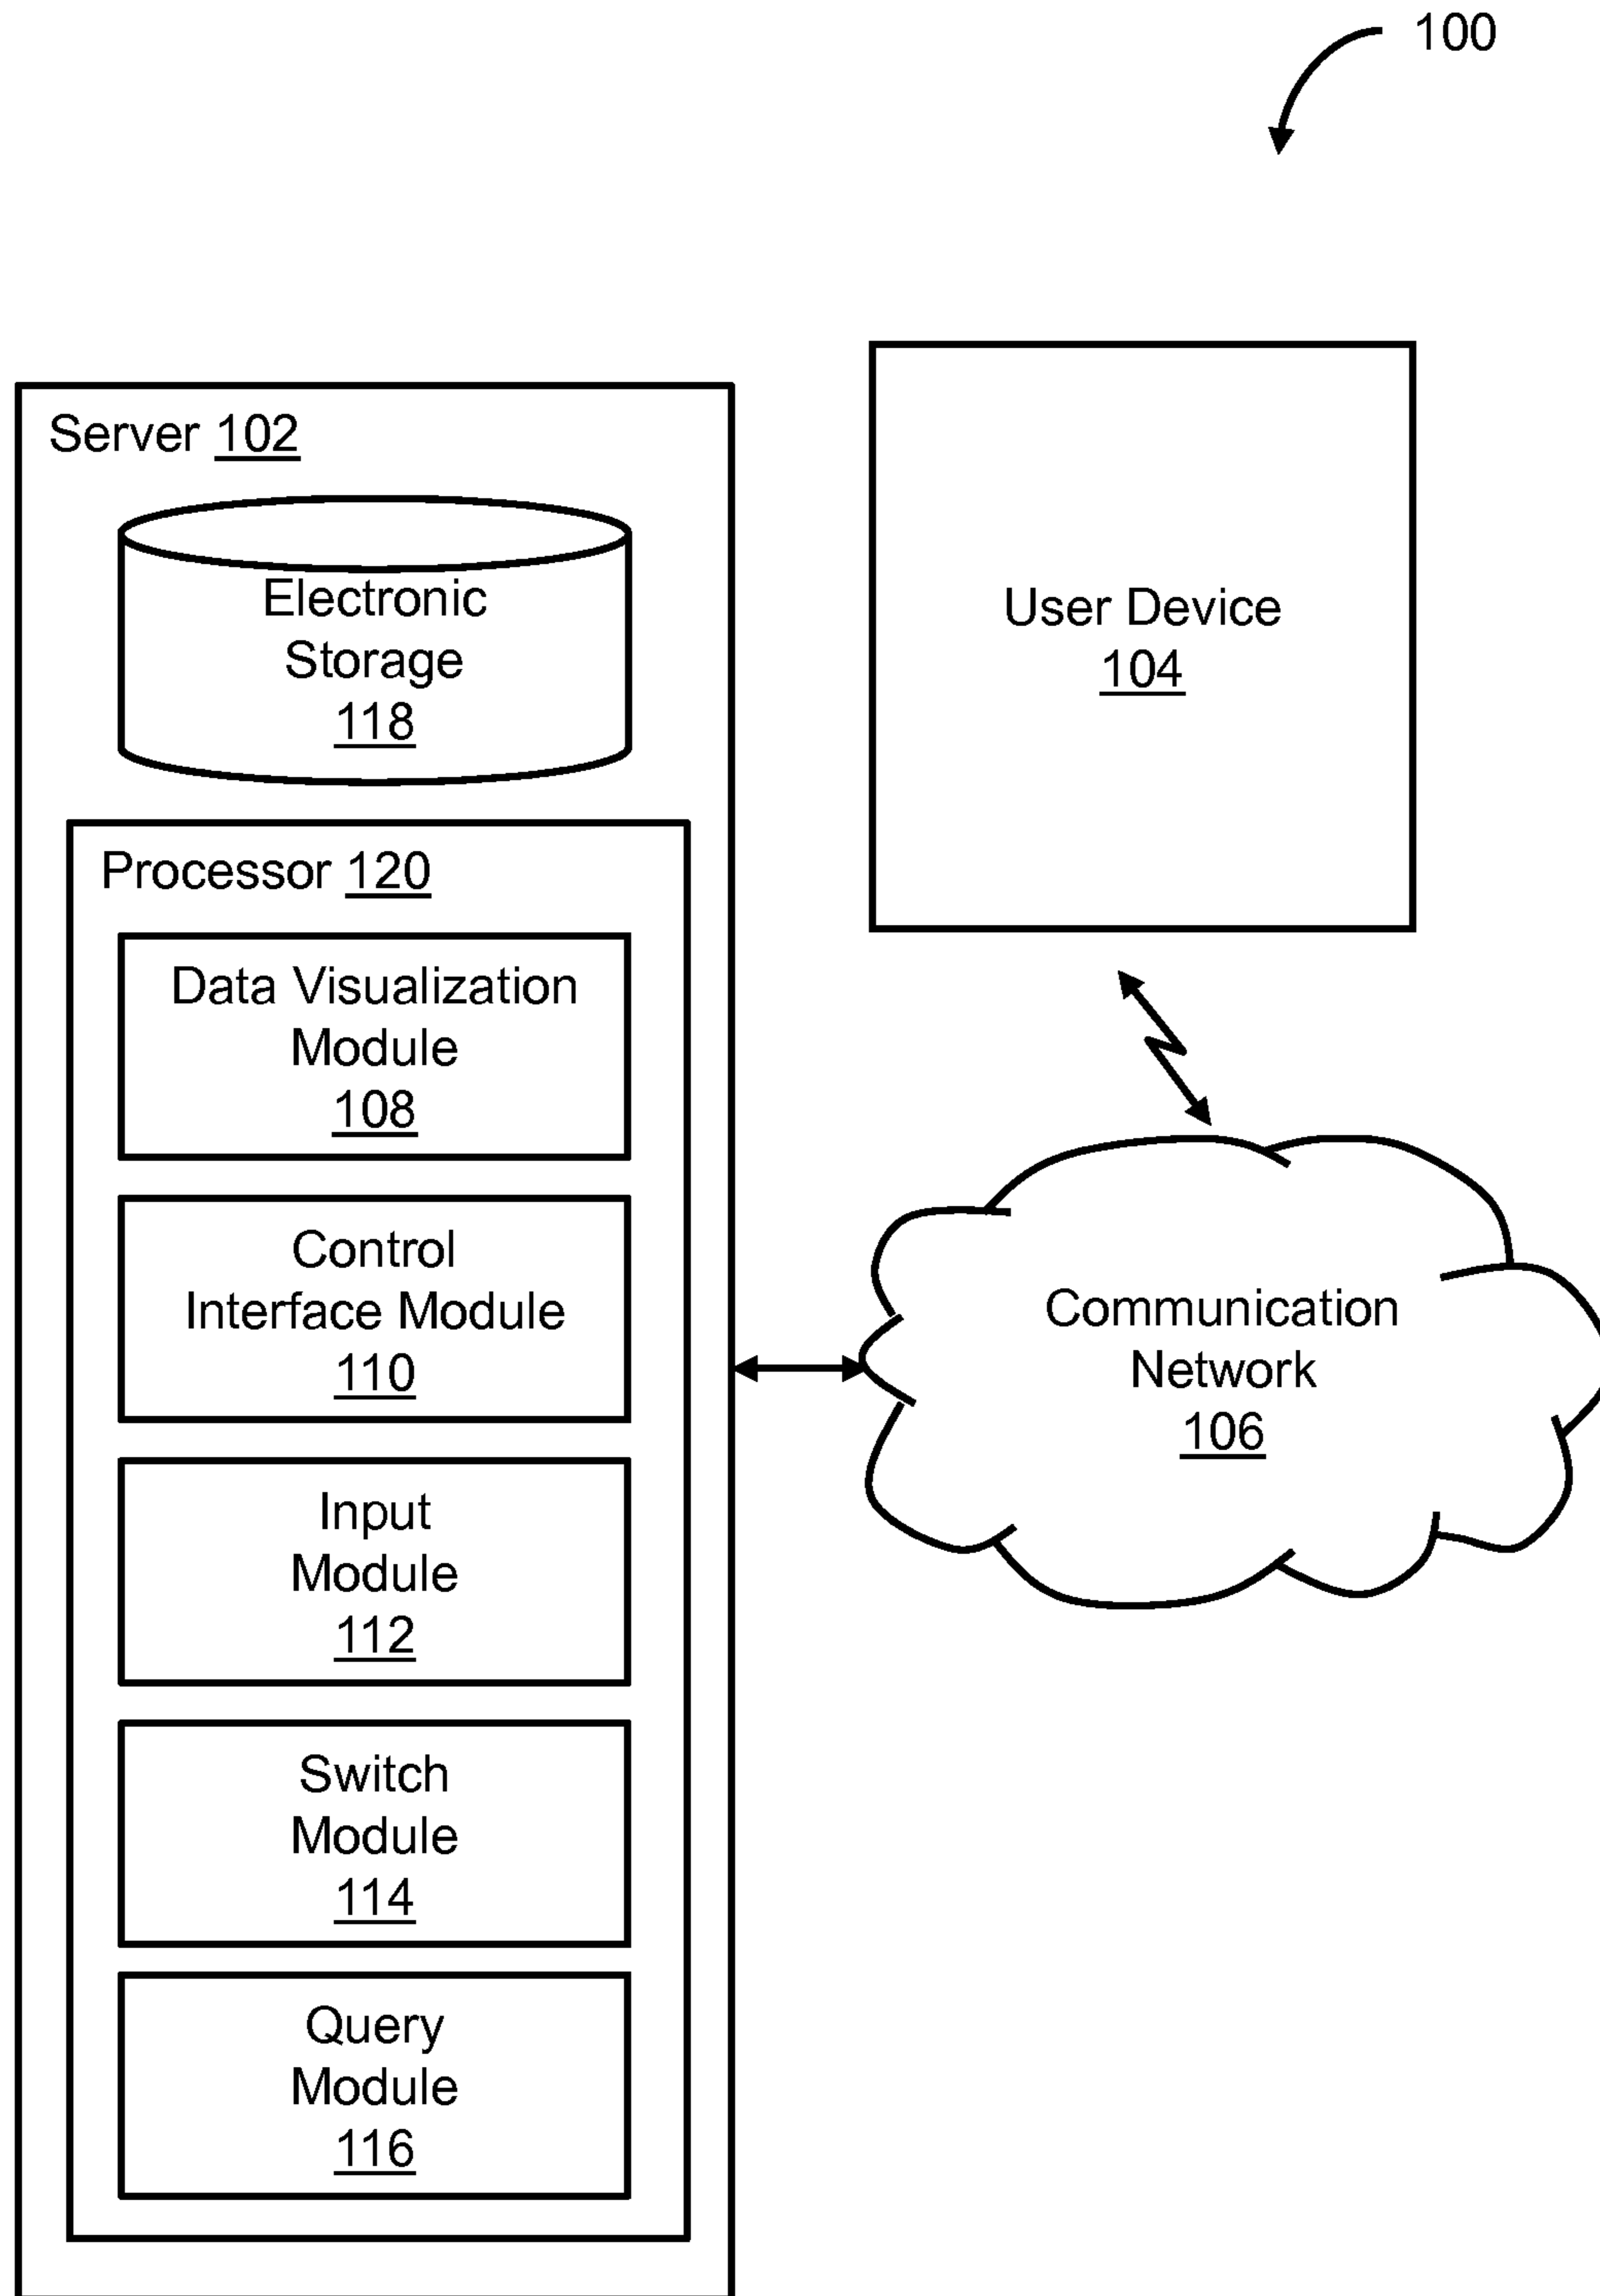 100
Server 102
Electronic
Storage
118
Processor 120
Data Visualization
Module
108
Control
Interface Module
110
Input
Module
112
Switch
Module
114
Query
Module
116
User Device
104
Communication
Network
106